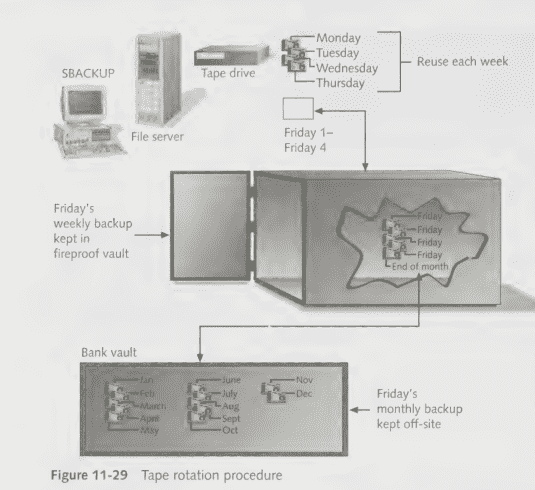 SBACKUP
File server
Tape drive
Monday
Tuesday
Wednesday
Thursday
Reuse each week
Friday 1–
Friday 4
Friday's
weekly backup
kept in
fireproof vault
Friday
Friday
Friday
Friday
End of month
Bank vault
Jan
Feb
March
April
May
June
July
Aug
Sept
Oct
Nov
Dec
Friday's
monthly backup
kept off-site
Figure 11-29 Tape rotation procedure